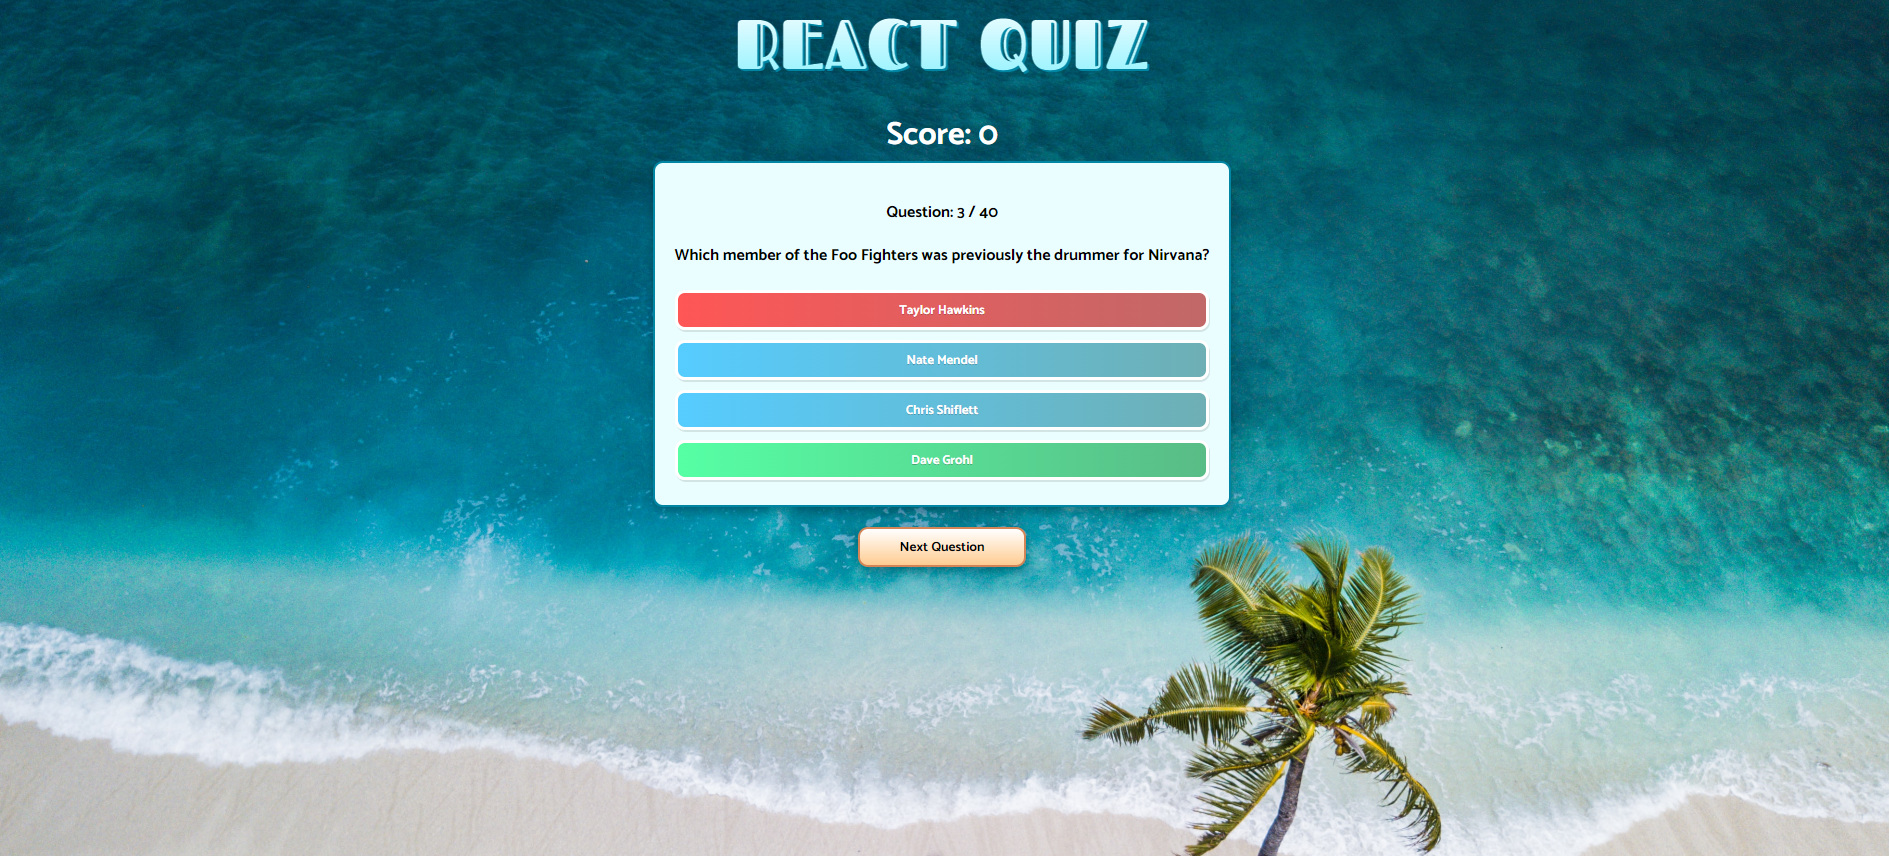 REACT QUIZ
Score: 0
Question: 3 / 40
Which member of the Foo Fighters was previously the drummer for Nirvana?
Taylor Hawkins
Nate Mendel
Chris Shiflett
Dave Grohl
Next Question